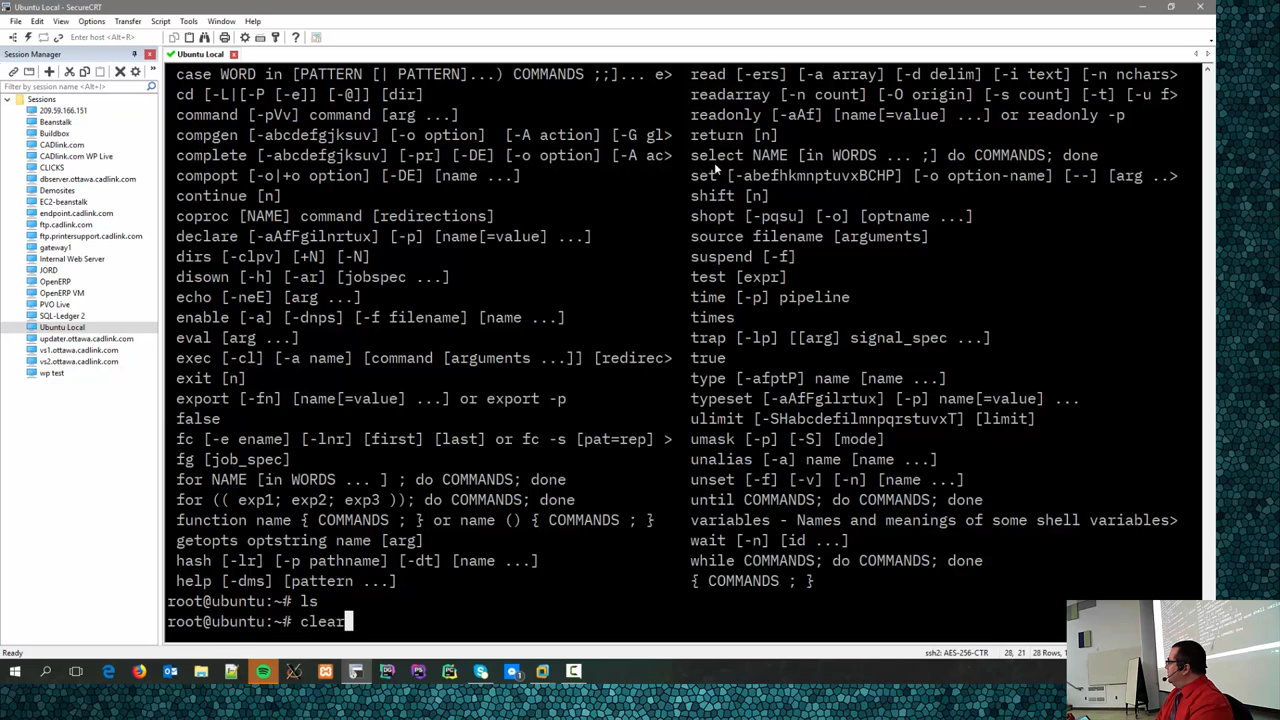 Ubuntu Local - SecureCRT
File Edit View Options Transfer Script Tools Window Help
Enter host <Alt+R>
Session Manager
Ubuntu Local
Filter by session name <Alt+I>
Sessions
209.59.166.151
Beanstalk
Buildbox
CADlink.com
CADlink.com WP Live
CLICKS
dbserver.ottawa.cadlink.com
Demosites
EC2-beanstalk
endpoint.cadlink.com
ftp.cadlink.com
ftp.printersupport.cadlink.com
gateway1
Internal Web Server
JORD
OpenERP
OpenERP VM
PVO Live
SQL-Ledger 2
Ubuntu Local
updater.ottawa.cadlink.com
vs1.ottawa.cadlink.com
vs2.ottawa.cadlink.com
wp test
case WORD in [PATTERN [| PATTERN]...) COMMANDS ;;]... e>
cd [-L|[-P [-e]] [-@]] [dir]
command [-pVv] command [arg ...]
compgen [-abcdefgjksuv] [-o option] [-A action] [-G gl>
complete [-abcdefgjksuv] [-pr] [-DE] [-o option] [-A ac>
compopt [-o|+o option] [-DE] [name ...]
continue [n]
coproc [NAME] command [redirections]
declare [-aAfFgilnrtux] [-p] [name[=value] ...]
dirs [-clpv] [+N] [-N]
disown [-h] [-ar] [jobspec ...]
echo [-neE] [arg ...]
enable [-a] [-dnps] [-f filename] [name ...]
eval [arg ...]
exec [-cl] [-a name] [command [arguments ...]] [redirec>
exit [n]
export [-fn] [name[=value] ...] or export -p
false
fc [-e ename] [-lnr] [first] [last] or fc -s [pat=rep] >
fg [job_spec]
for NAME [in WORDS ... ] ; do COMMANDS; done
for (( exp1; exp2; exp3 )); do COMMANDS; done
function name { COMMANDS ; } or name () { COMMANDS ; }
getopts optstring name [arg]
hash [-lr] [-p pathname] [-dt] [name ...]
help [-dms] [pattern ...]
read [-ers] [-a array] [-d delim] [-i text] [-n nchars>
readarray [-n count] [-O origin] [-s count] [-t] [-u f>
readonly [-aAf] [name[=value] ...] or readonly -p
return [n]
select NAME [in WORDS ... ;] do COMMANDS; done
set [-abefhkmnptuvxBCHP] [-o option-name] [--] [arg ..>
shift [n]
shopt [-pqsu] [-o] [optname ...]
source filename [arguments]
suspend [-f]
test [expr]
time [-p] pipeline
times
trap [-lp] [[arg] signal_spec ...]
true
type [-afptP] name [name ...]
typeset [-aAfFgilrtux] [-p] name[=value] ...
ulimit [-SHabcdefilmnpqrstuvxT] [limit]
umask [-p] [-S] [mode]
unalias [-a] name [name ...]
unset [-f] [-v] [-n] [name ...]
until COMMANDS; do COMMANDS; done
variables - Names and meanings of some shell variables>
wait [-n] [id ...]
while COMMANDS; do COMMANDS; done
{ COMMANDS ; }
root@ubuntu:~# ls
root@ubuntu:~# clear
ssh2: AES-256-CTR 28, 21 28 Rows,